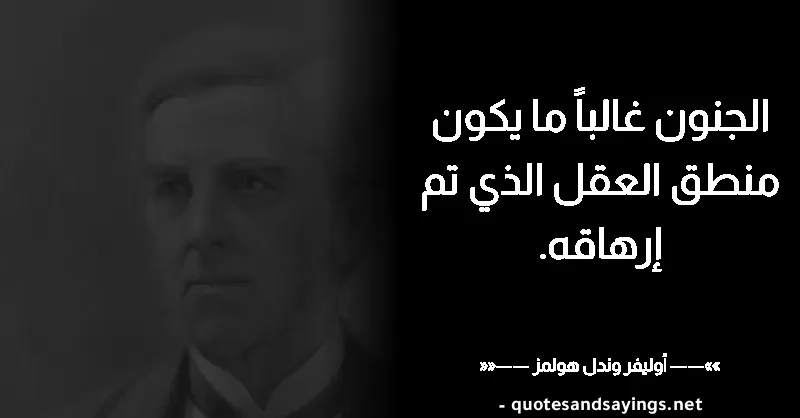 الجنون غالباً ما يكون
منطق العقل الذي تم
إرهاقه.
»»—— أوليفر وندل هولمز ——««
- quotesandsayings.net